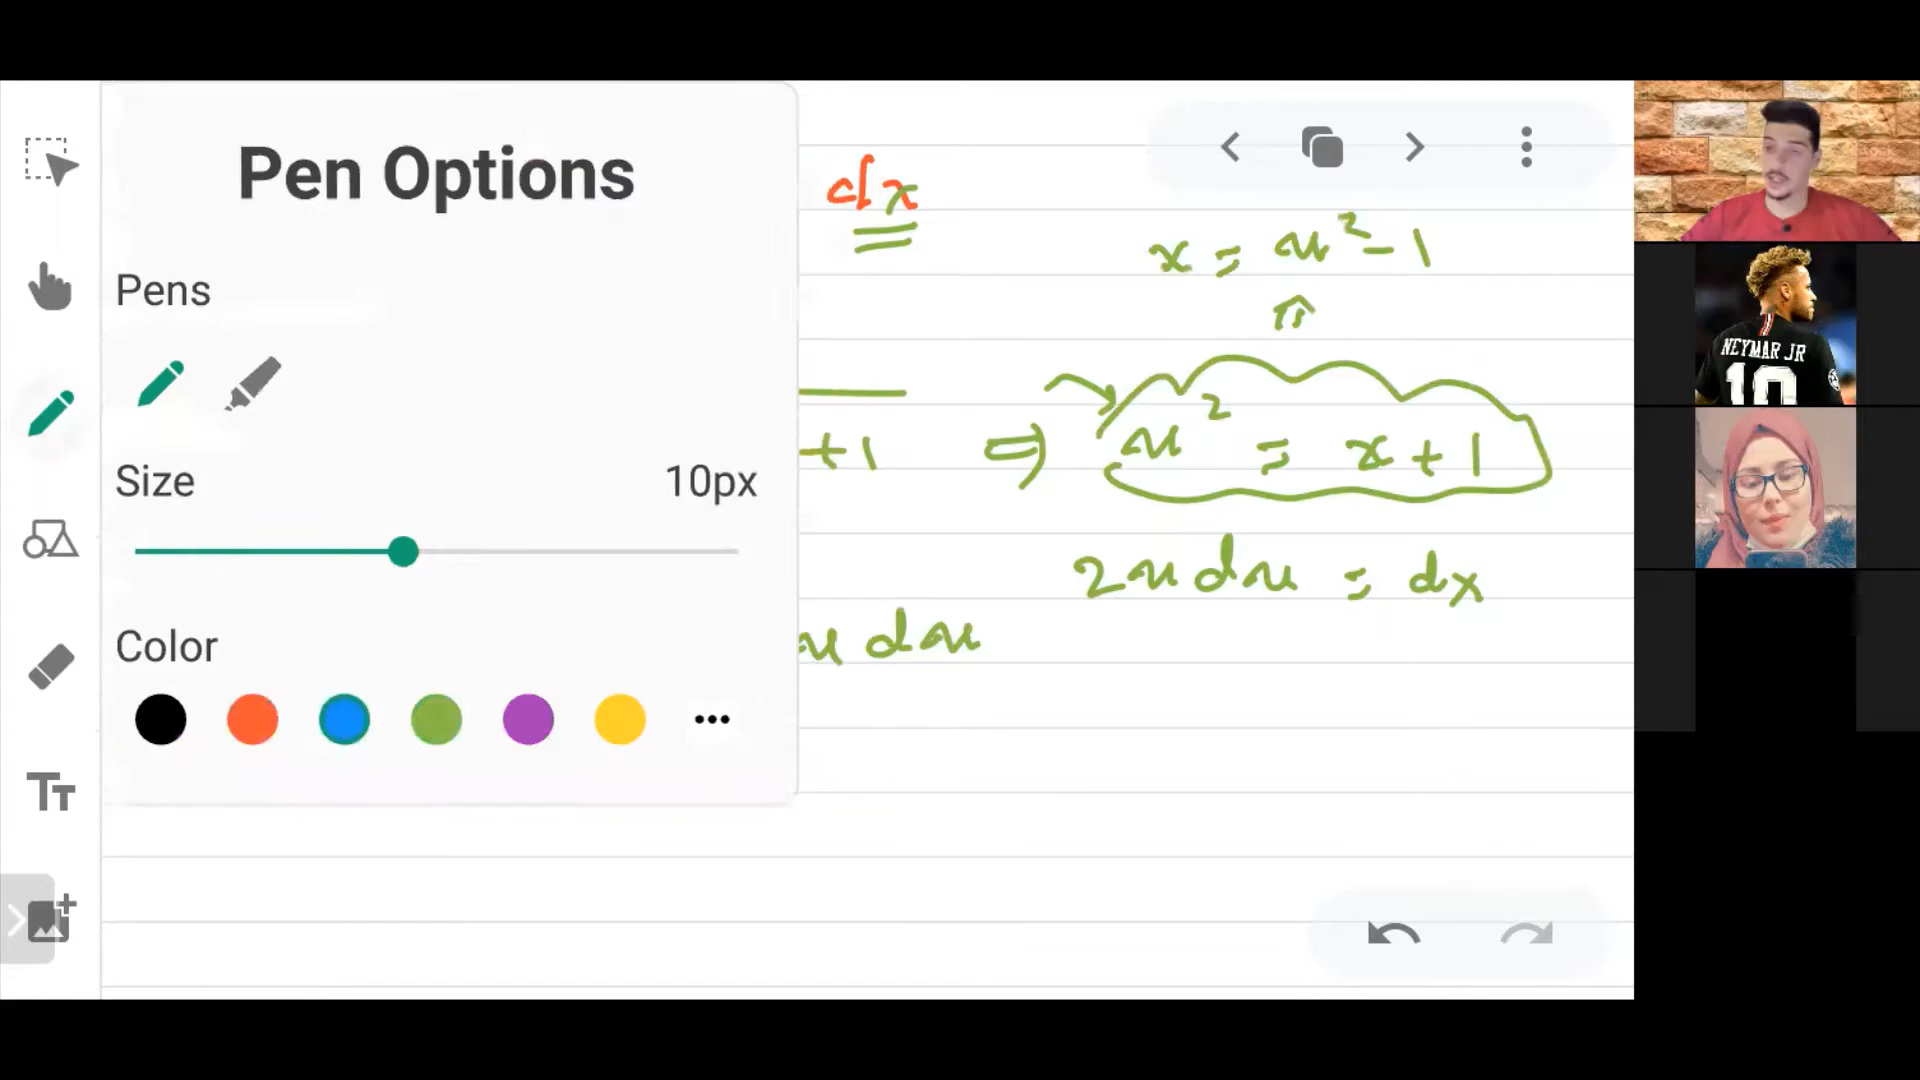 Pen Options
Pens
Size 10px
Color
dx
x = u² - 1
+1 ⇒ u² = x + 1
2u du = dx
u du
TT
NEYMAR JR
10